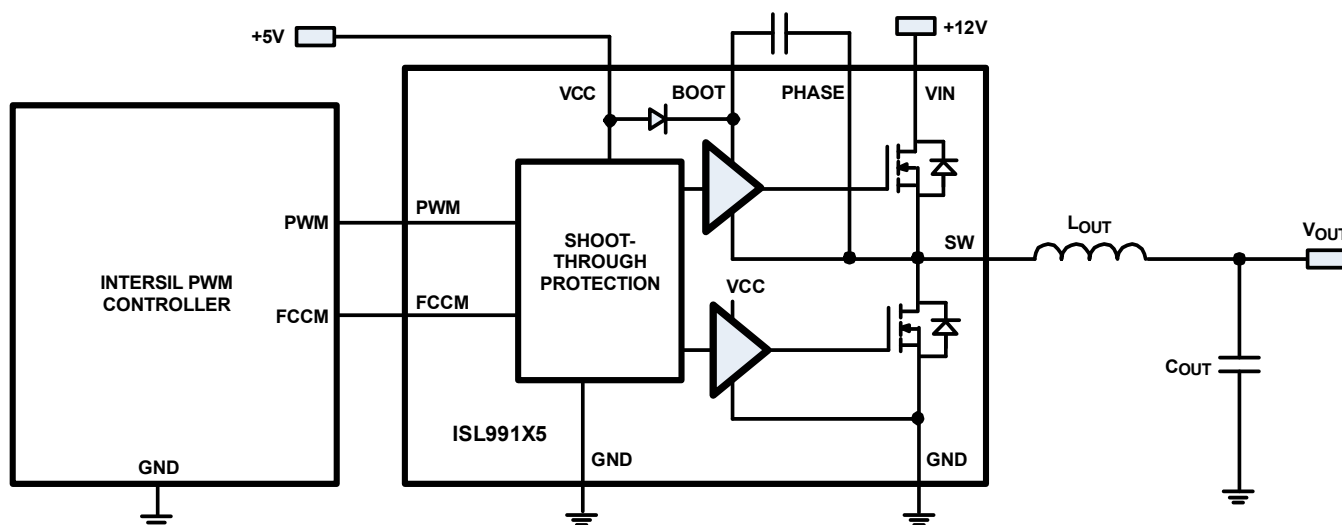 +5V
+12V
VCC
BOOT
PHASE
VIN
PWM
PWM
SHOOT-
THROUGH
PROTECTION
SW
LOUT
VOUT
INTERSIL PWM
CONTROLLER
VCC
FCCM
FCCM
COUT
ISL991X5
GND
GND
GND